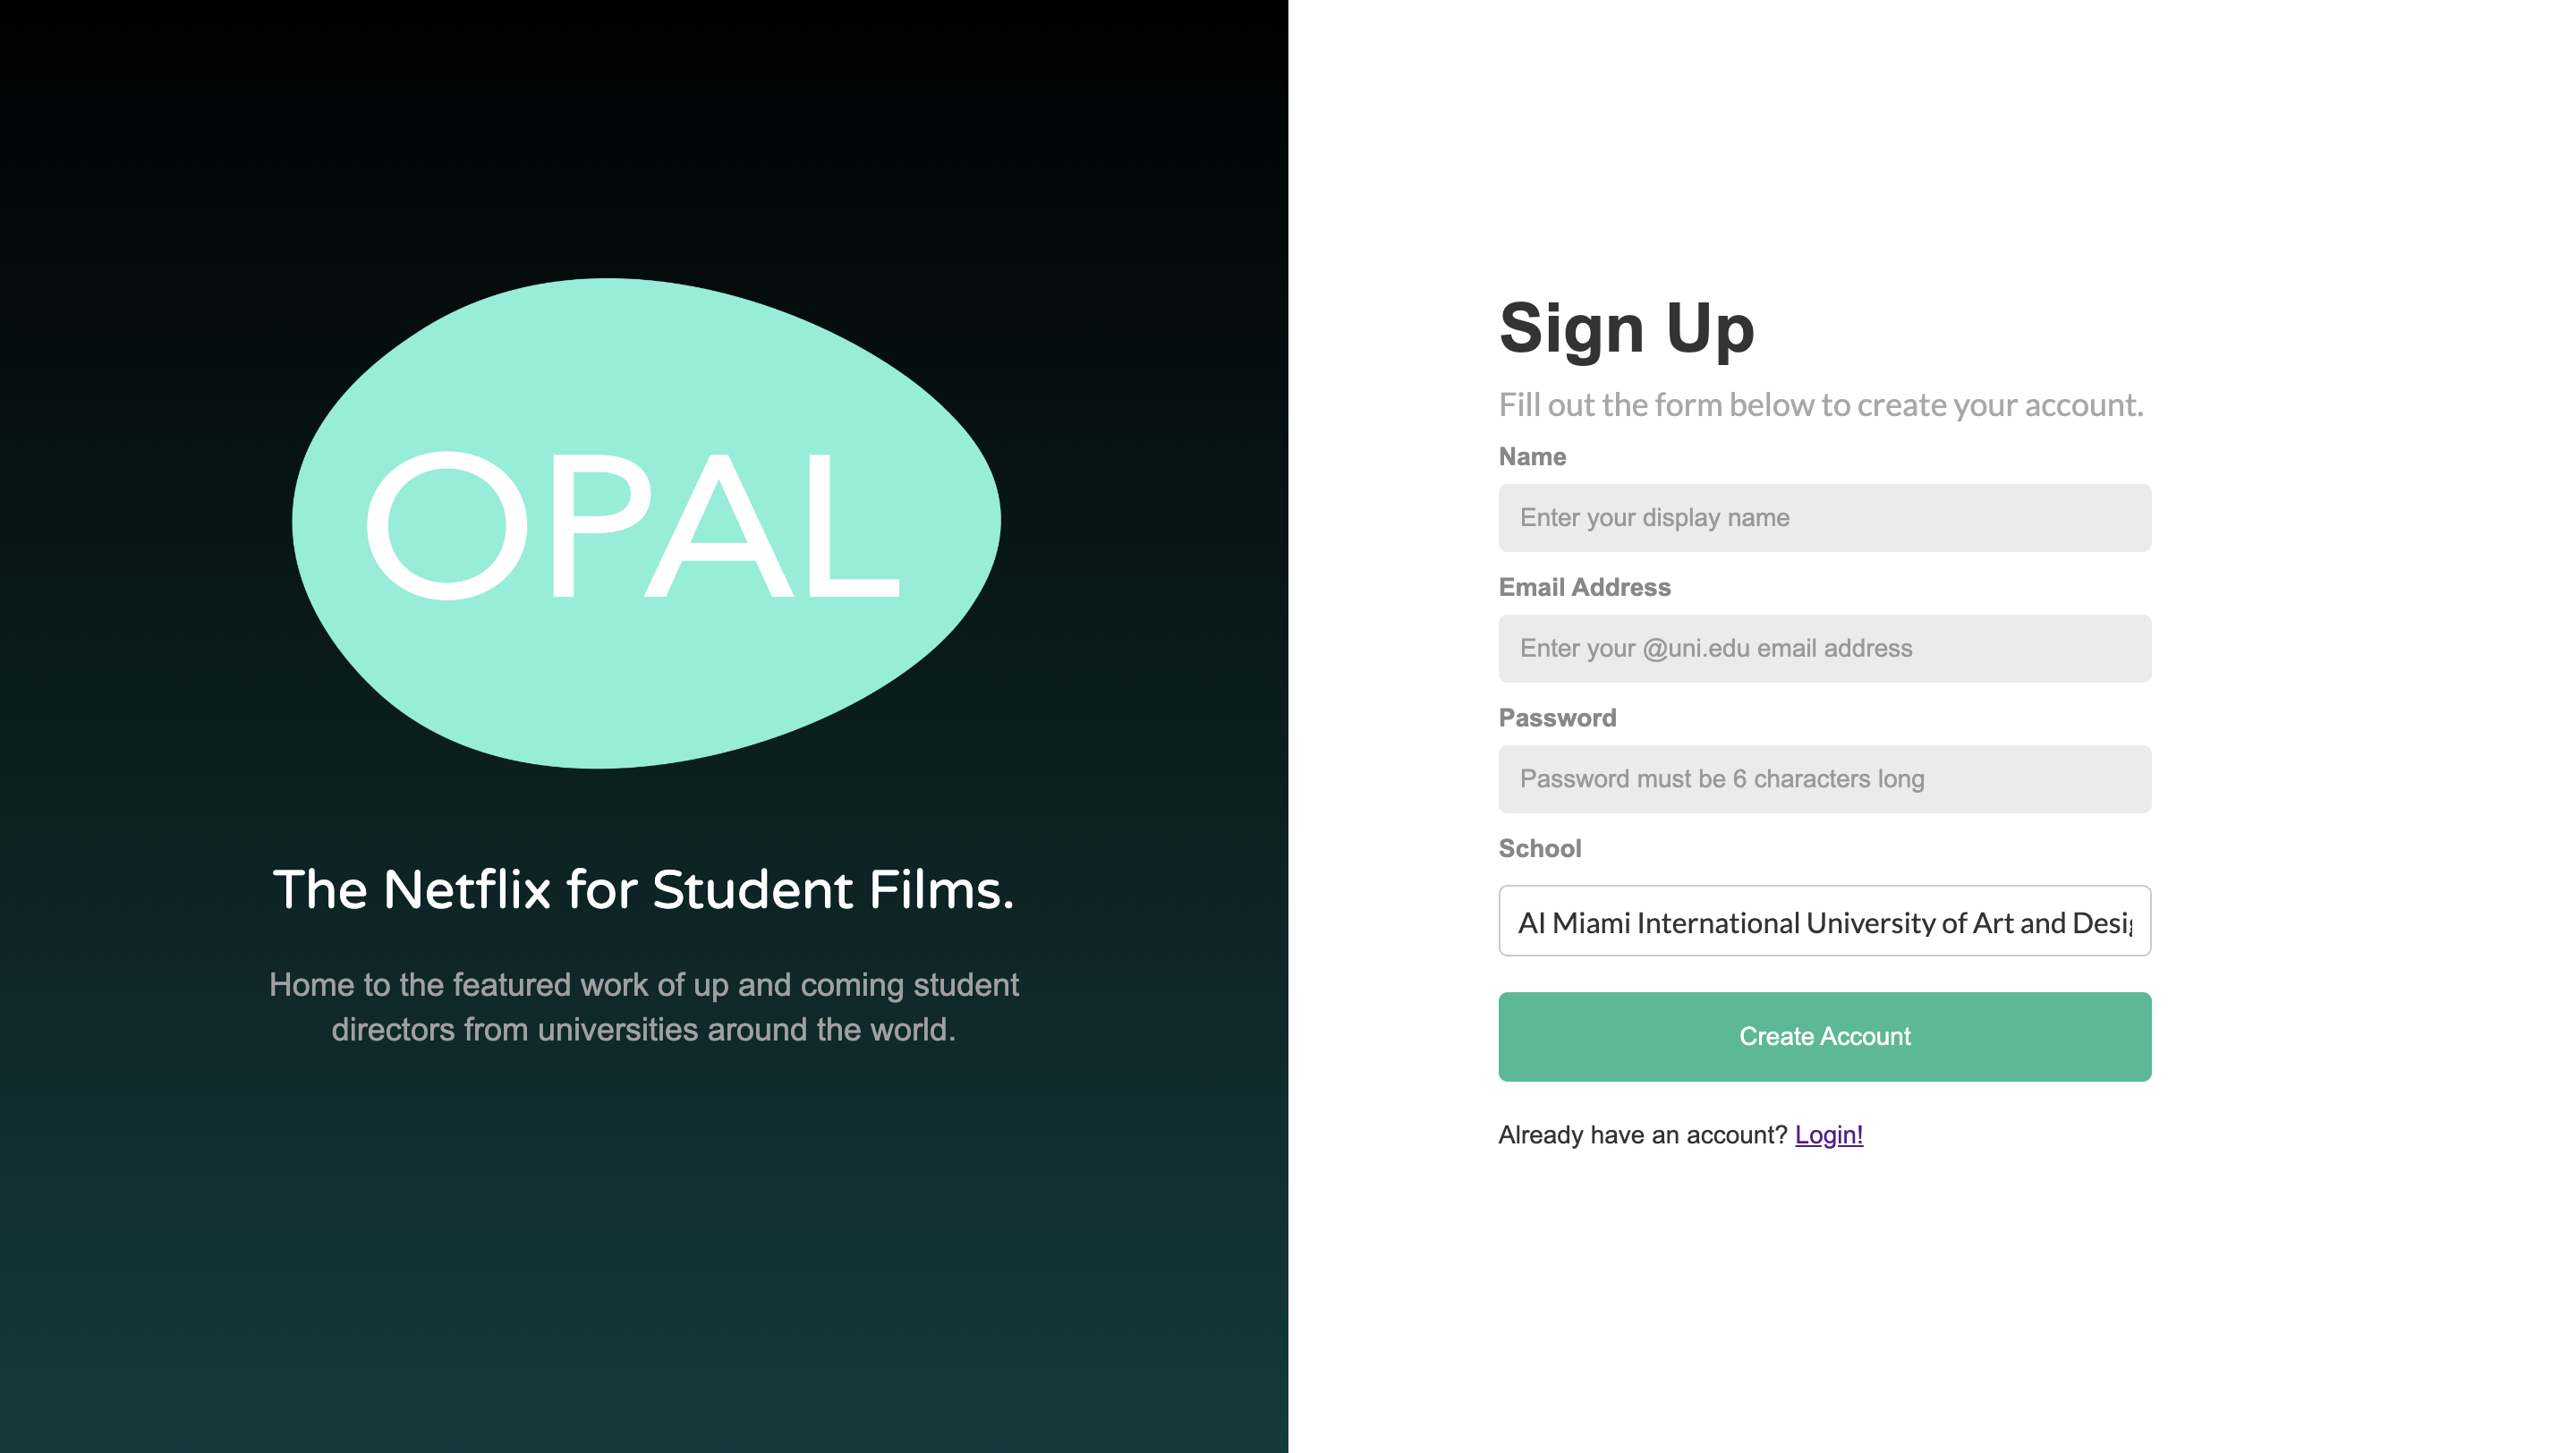 OPAL
The Netflix for Student Films.
Home to the featured work of up and coming student
directors from universities around the world.
Sign Up
Fill out the form below to create your account.
Name
Enter your display name
Email Address
Enter your @uni.edu email address
Password
Password must be 6 characters long
School
AI Miami International University of Art and Desig
Create Account
Already have an account? Login!